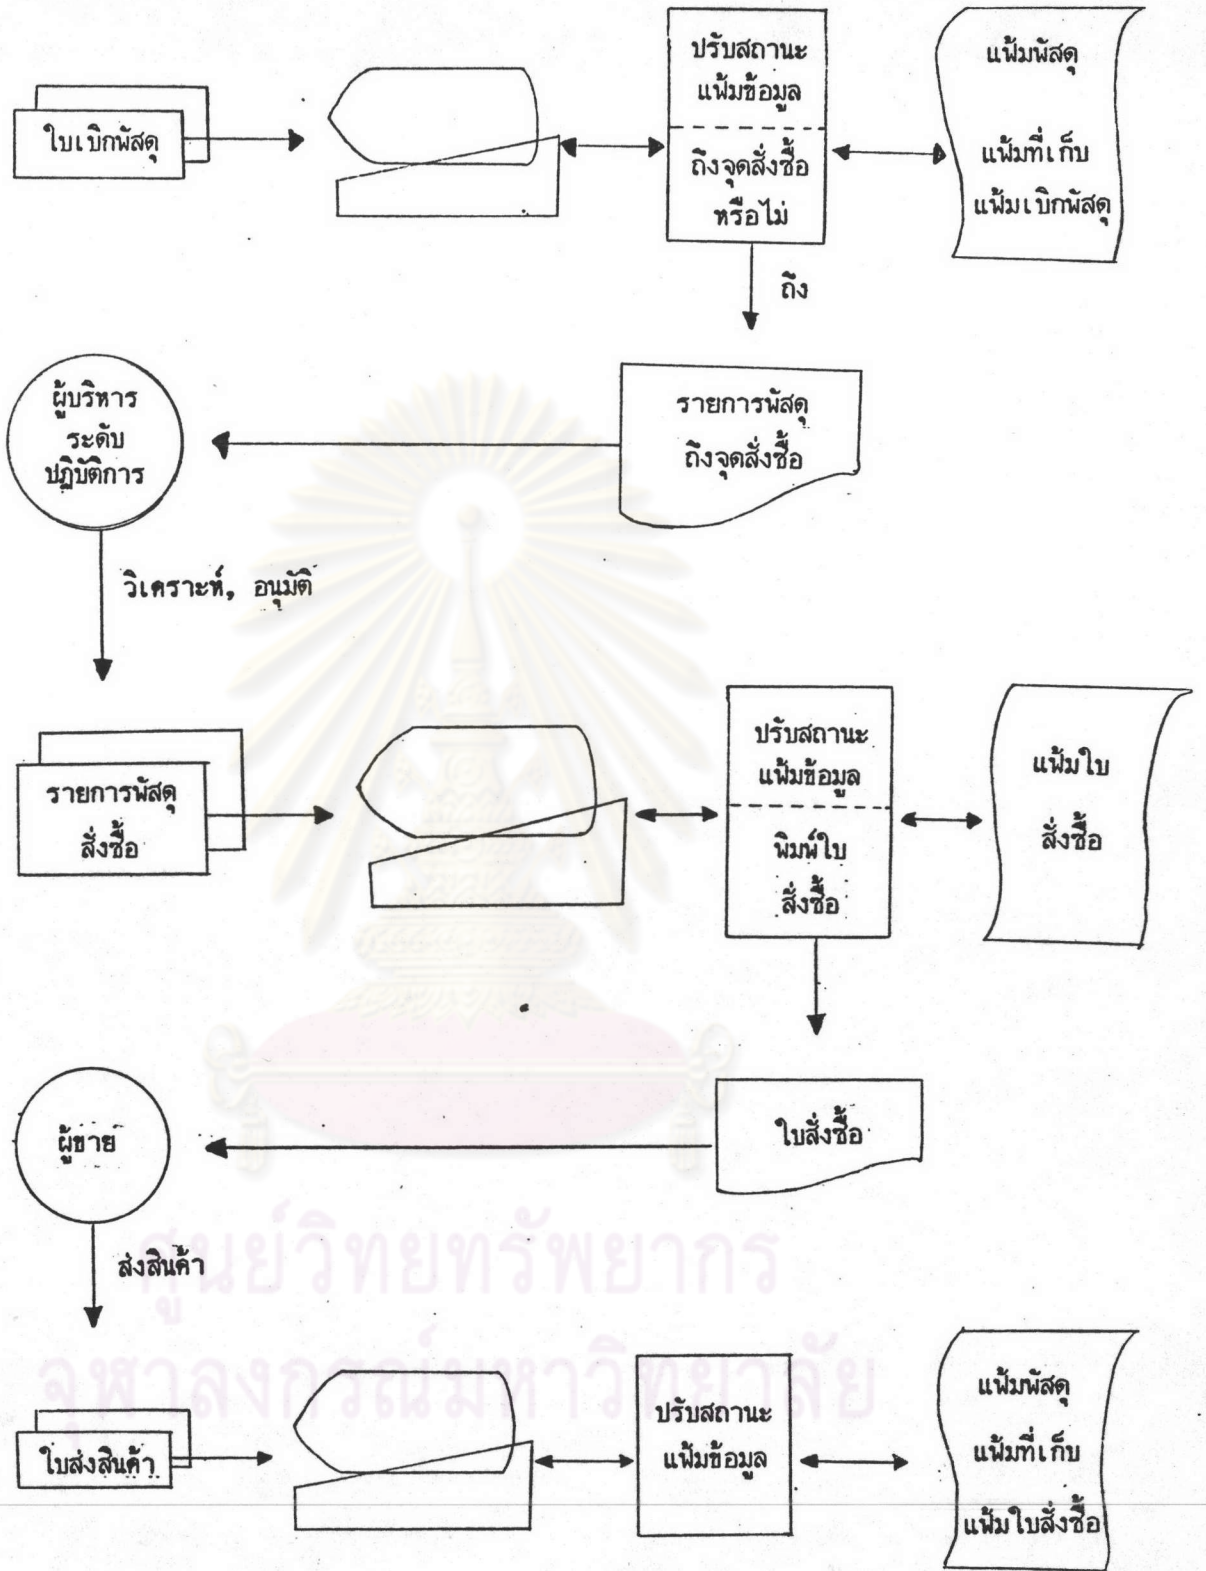 ใบเบิกพัสดุ
ปรับสถานะ
แฟ้มข้อมูล
ถึงจุดสั่งซื้อ
หรือไม่
แฟ้มพัสดุ
แฟ้มที่เก็บ
แฟ้มเบิกพัสดุ
ถึง
รายการพัสดุ
ถึงจุดสั่งซื้อ
ผู้บริหาร
ระดับ
ปฏิบัติการ
วิเคราะห์, อนุมัติ
รายการพัสดุ
สั่งซื้อ
ปรับสถานะ
แฟ้มข้อมูล
พิมพ์ใบ
สั่งซื้อ
แฟ้มใบ
สั่งซื้อ
ใบสั่งซื้อ
ผู้ขาย
ส่งสินค้า
ศูนย์วิทยทรัพยากร
จุฬาลงกรณ์มหาวิทยาลัย
ใบส่งสินค้า
ปรับสถานะ
แฟ้มข้อมูล
แฟ้มพัสดุ
แฟ้มที่เก็บ
แฟ้มใบสั่งซื้อ